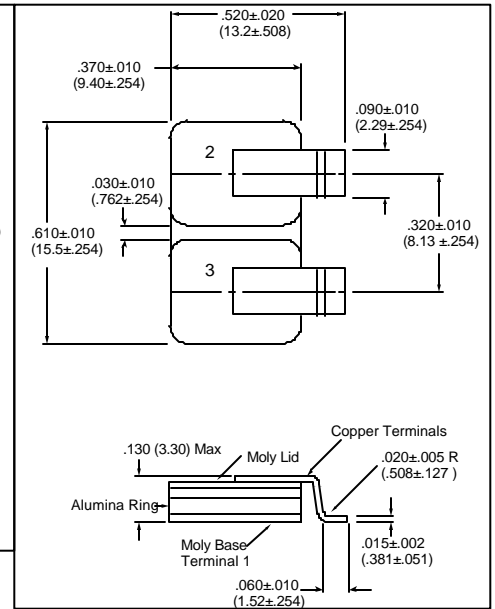 .520±.020
(13.2±.508)
.370±.010
(9.40±.254)
.090±.010
(2.29±.254)
2
.030±.010
(.762±.254)
.610±.010
(15.5±.254)
.320±.010
(8.13 ±.254)
3
Copper Terminals
.130 (3.30) Max
Moly Lid
.020±.005 R
(.508±.127 )
Alumina Ring
Moly Base
Terminal 1
.015±.002
(.381±.051)
.060±.010
(1.52±.254)